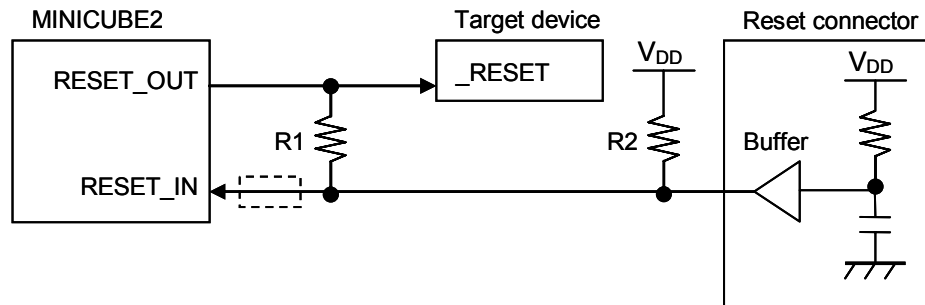 MINICUBE2
Target device
Reset connector
RESET_OUT
_RESET
VDD
VDD
R1
R2
Buffer
RESET_IN